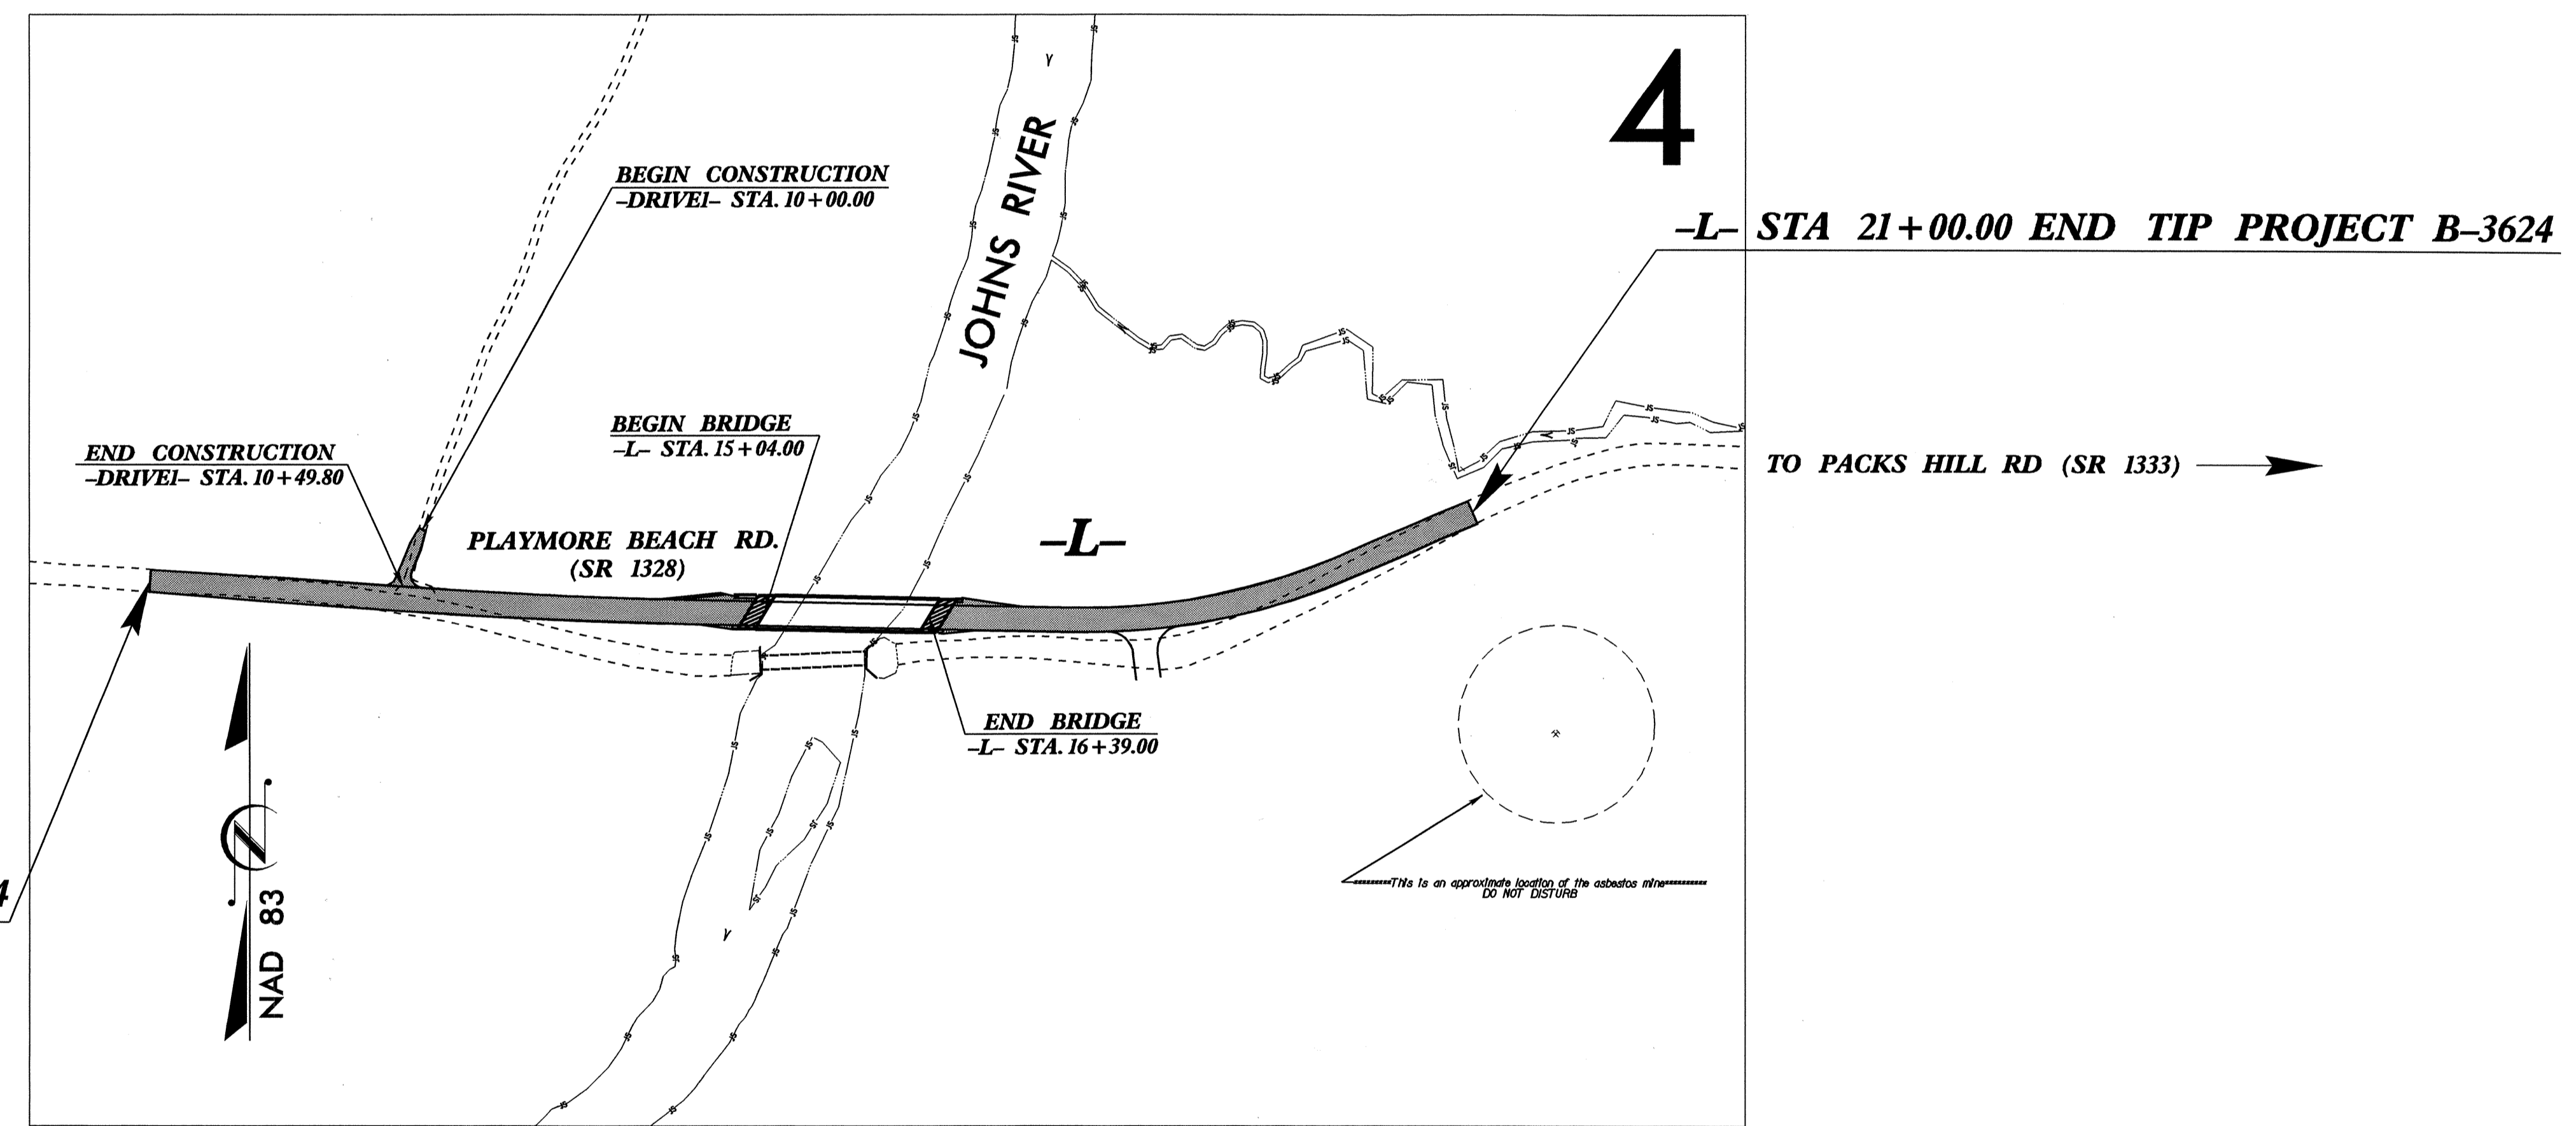 4
BEGIN CONSTRUCTION
–DRIVE1– STA. 10+00.00
JOHNS RIVER
–L– STA 21+00.00 END TIP PROJECT B–3624
BEGIN BRIDGE
–L– STA. 15+04.00
END CONSTRUCTION
–DRIVE1– STA. 10+49.80
TO PACKS HILL RD (SR 1333)
PLAYMORE BEACH RD.
(SR 1328)
–L–
END BRIDGE
–L– STA. 16+39.00
This is an approximate location of the asbestos mine
DO NOT DISTURB
4
NAD 83